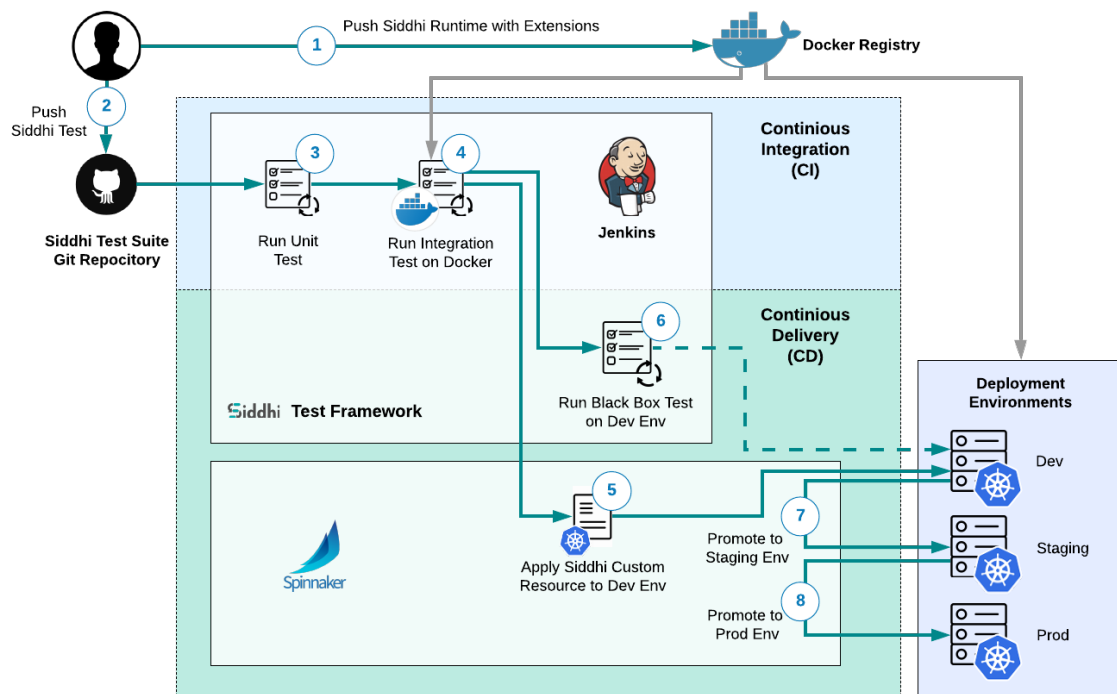 1
Push Siddhi Runtime with Extensions
Docker Registry
2
Push
Siddhi Test
Siddhi Test Suite
Git Repocitory
3
Run Unit
Test
4
Run Integration
Test on Docker
Jenkins
Continious
Integration
(CI)
Continious
Delivery
(CD)
6
Run Black Box Test
on Dev Env
Siddhi Test Framework
Spinnaker
5
Apply Siddhi Custom
Resource to Dev Env
7
Promote to
Staging Env
8
Promote to
Prod Env
Deployment
Environments
Dev
Staging
Prod